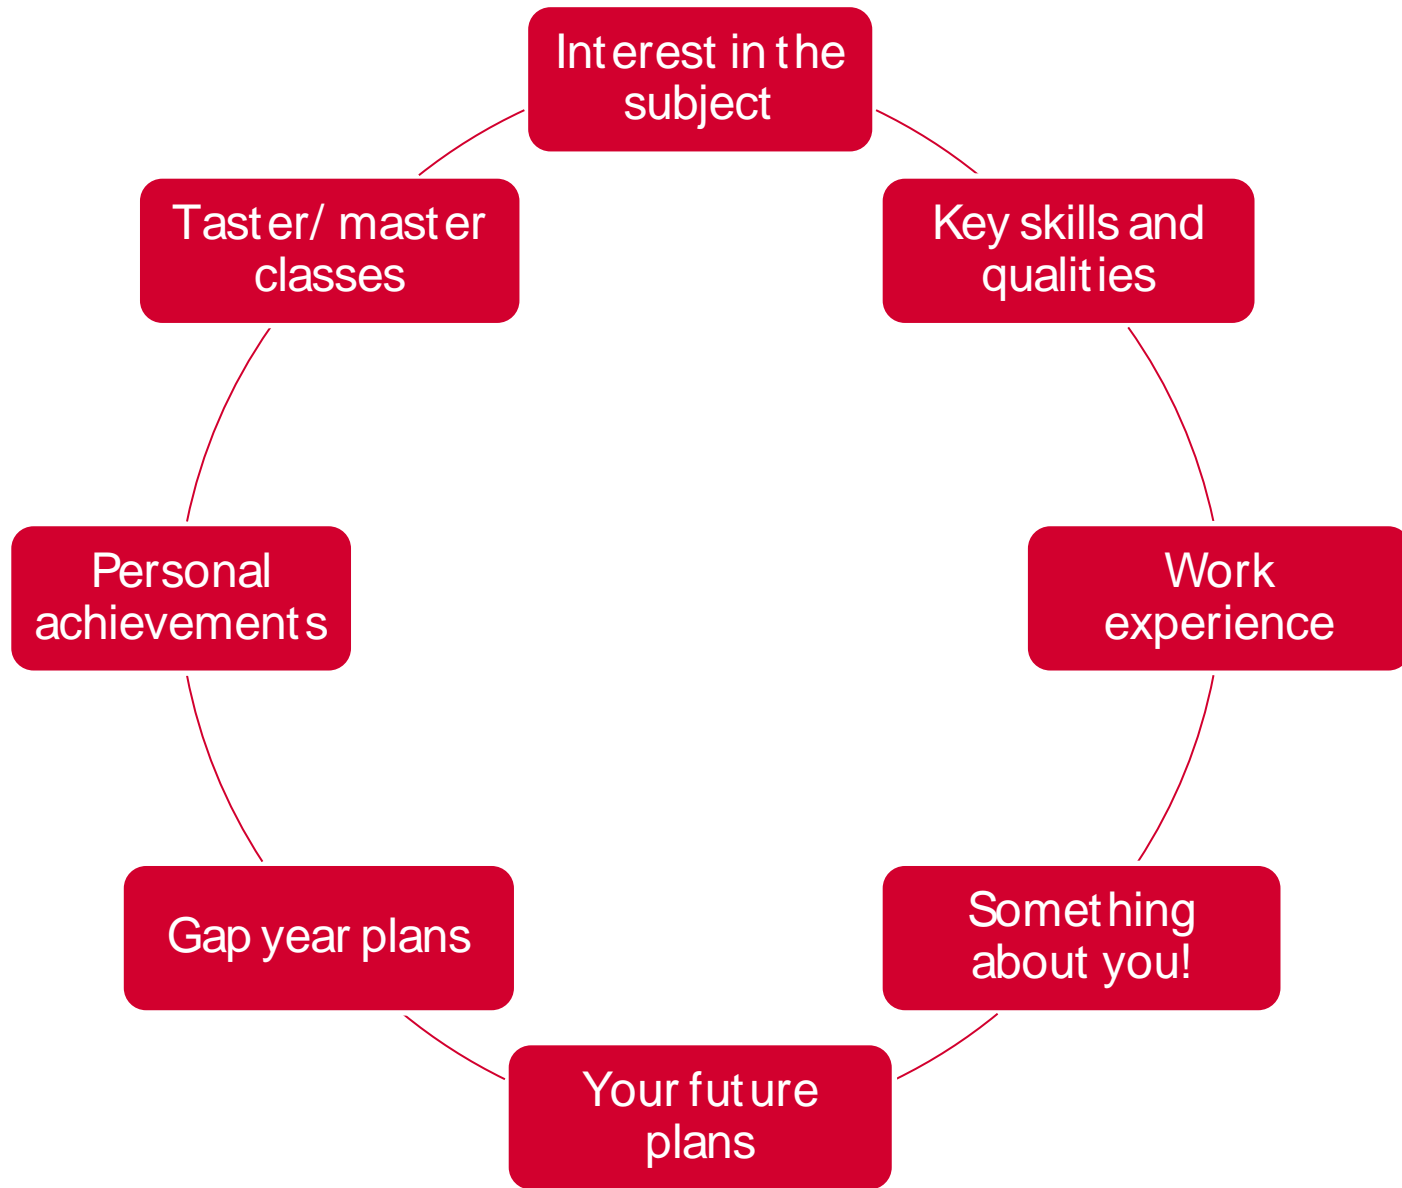 Interest in the
subject
Key skills and
qualities
Work
experience
Something
about you!
Your future
plans
Gap year plans
Personal
achievements
Taster/ master
classes